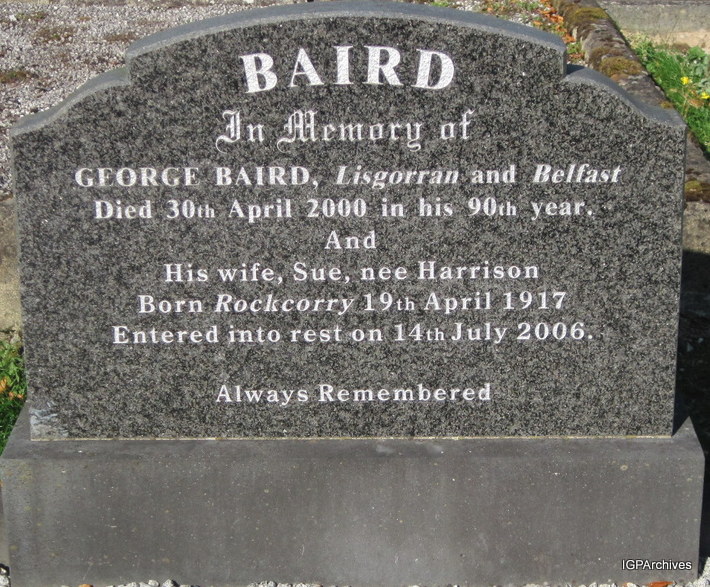 BAIRD
In Memory of
GEORGE BAIRD, Lisgorran and Belfast
Died 30th April 2000 in his 90th year.
And
His wife, Sue, nee Harrison
Born Rockcorry 19th April 1917
Entered into rest on 14th July 2006.
Always Remembered
IGPArchives